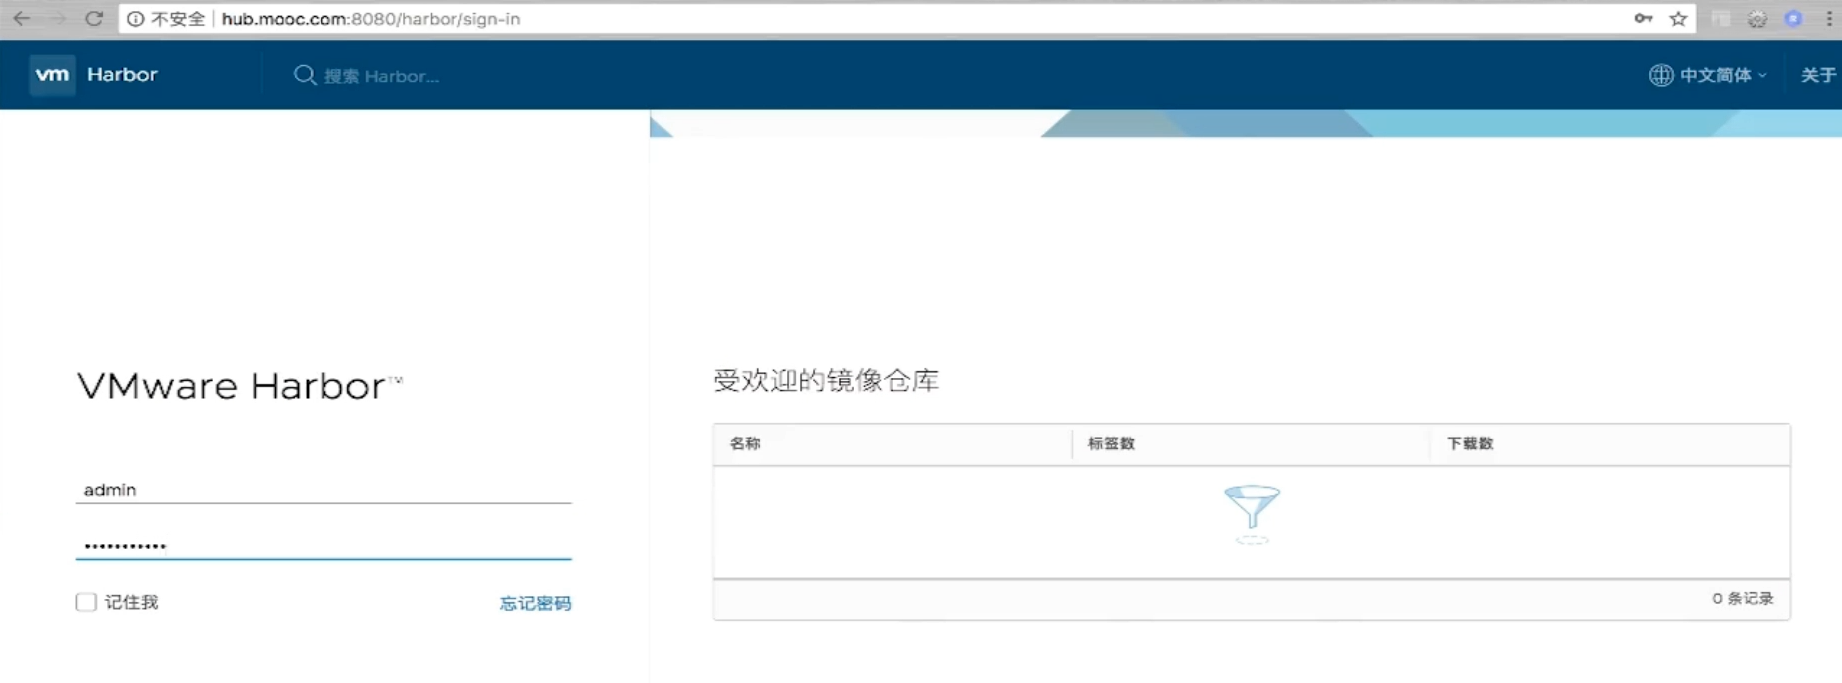 不安全 hub.mooc.com:8080/harbor/sign-in
vm Harbor 搜索 Harbor... 中文简体 关于
VMware Harbor™
admin
•••••••••••
记住我 忘记密码
受欢迎的镜像仓库
名称 标签数 下载数
0 条记录